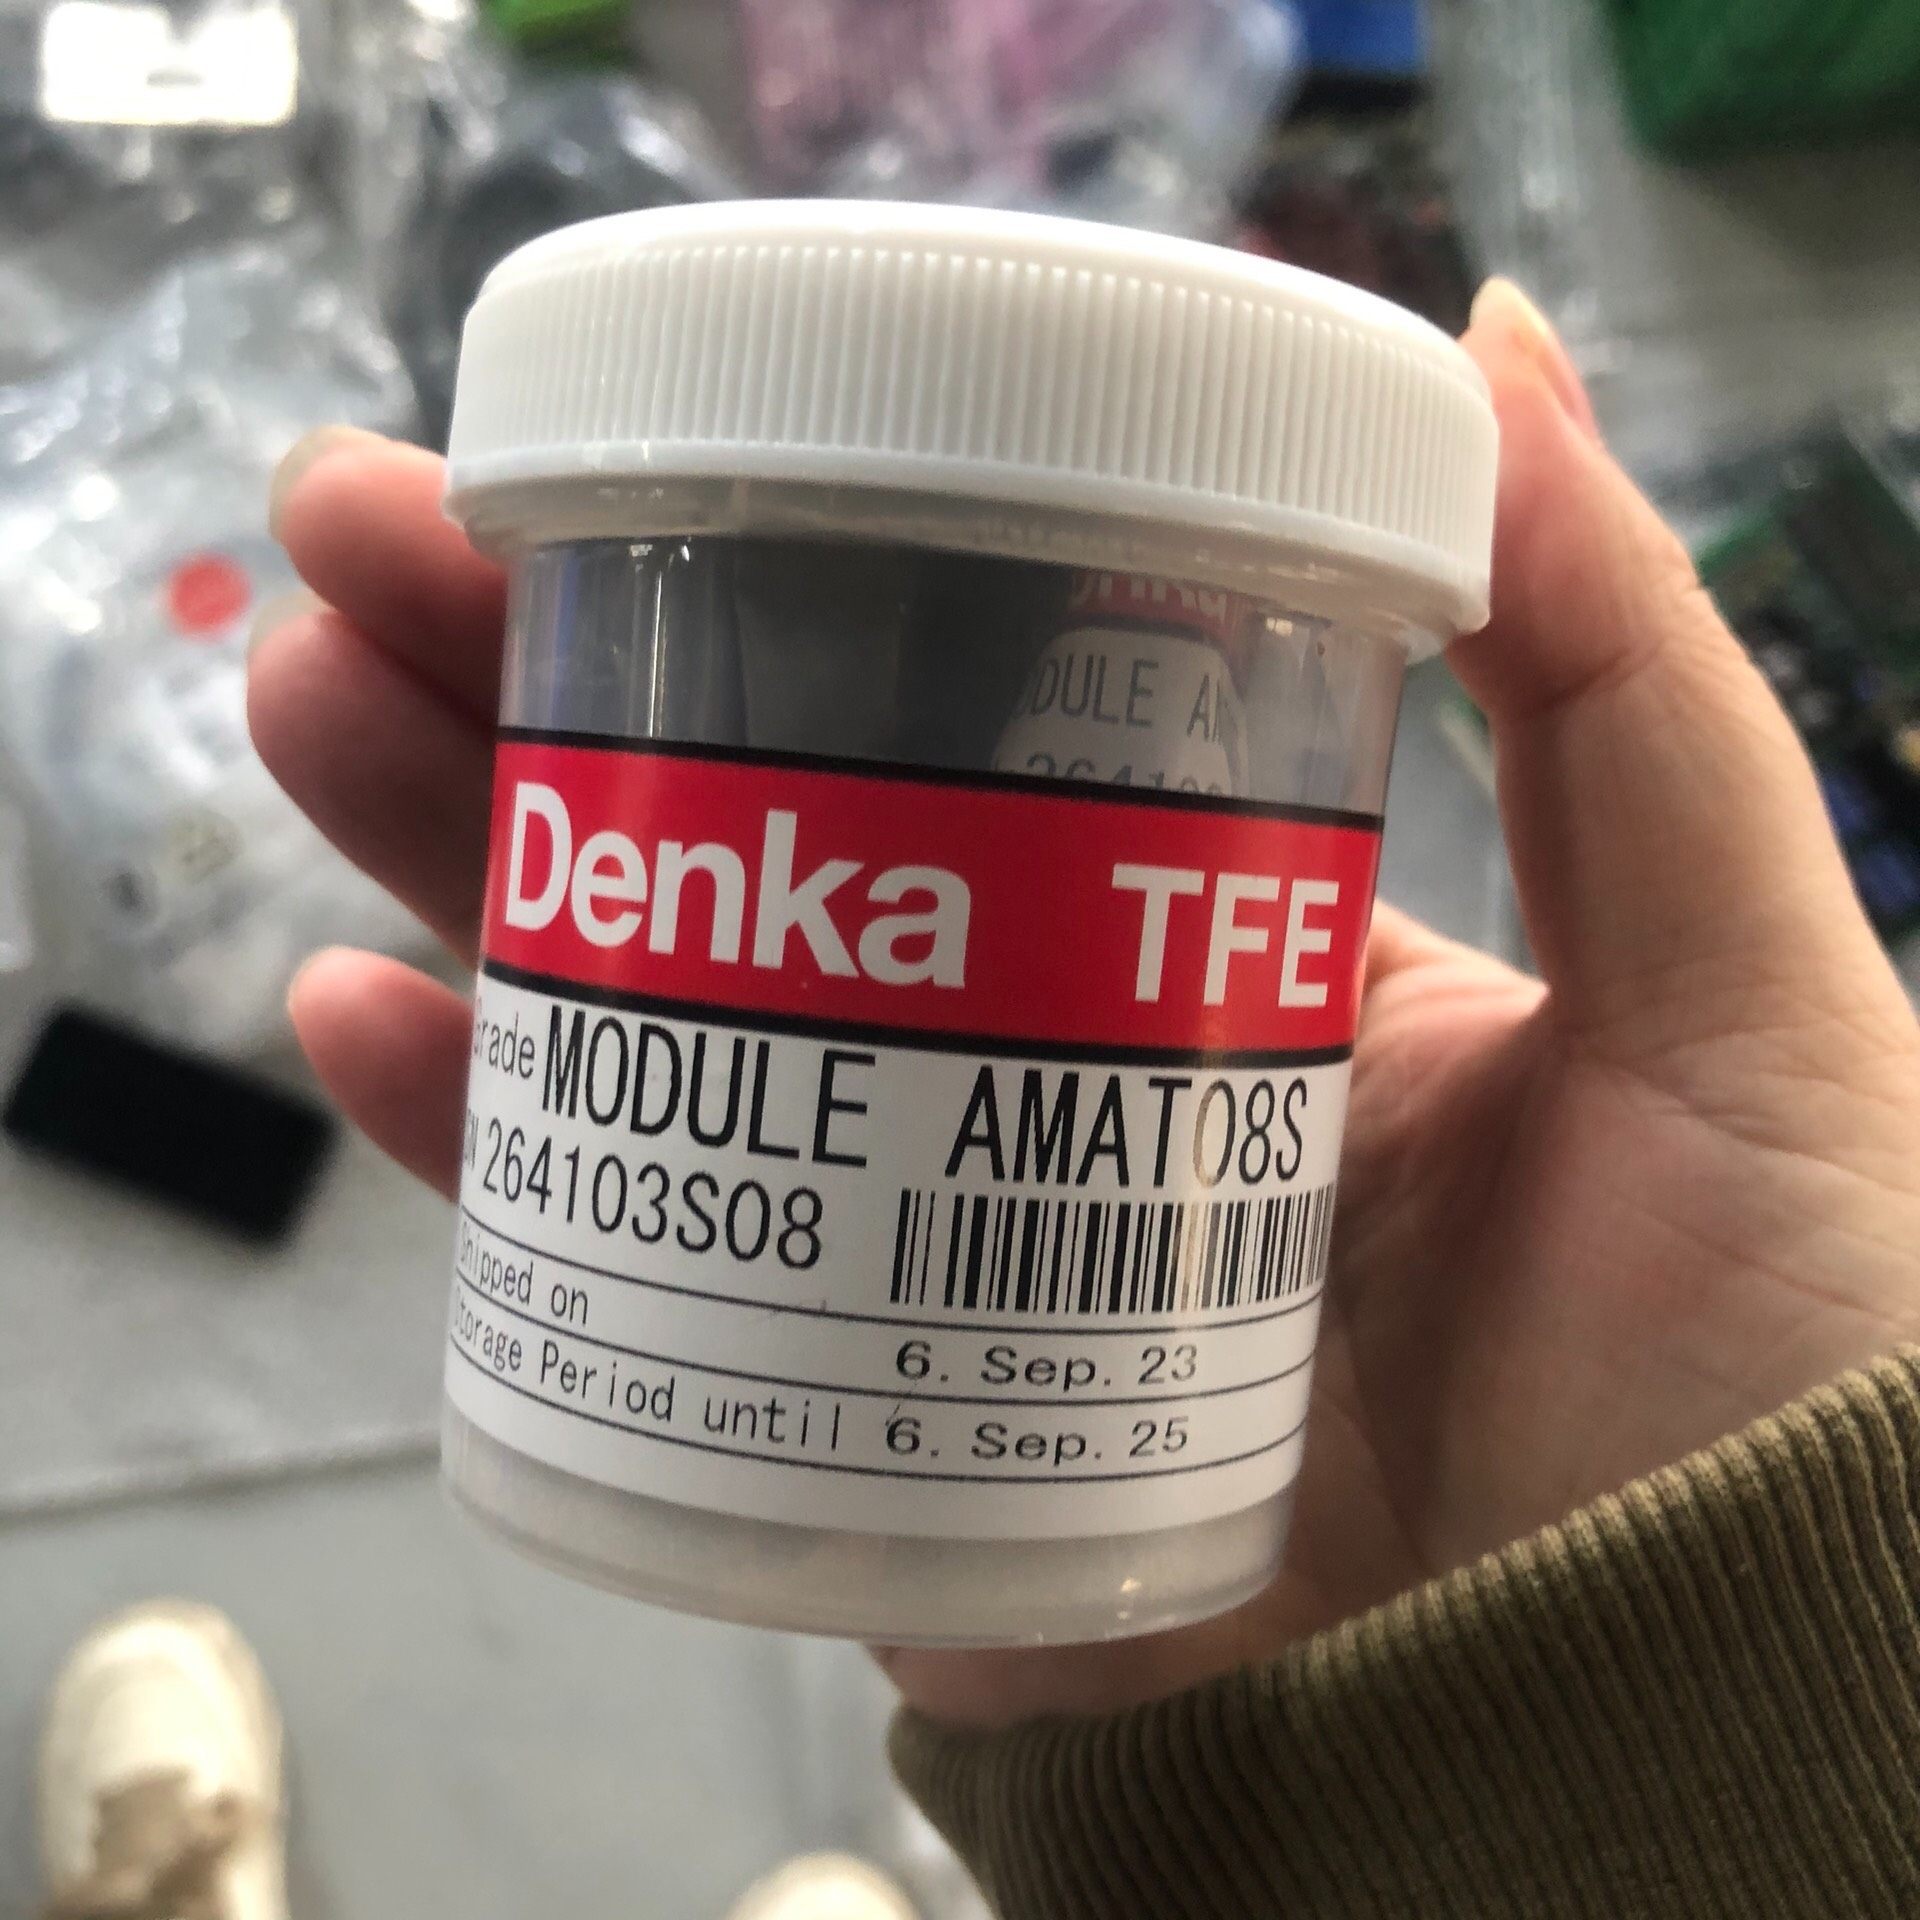 Denka TFE
Grade MODULE AMAT08S
264103S08
Shipped on 6. Sep. 23
Storage Period until 6. Sep. 25